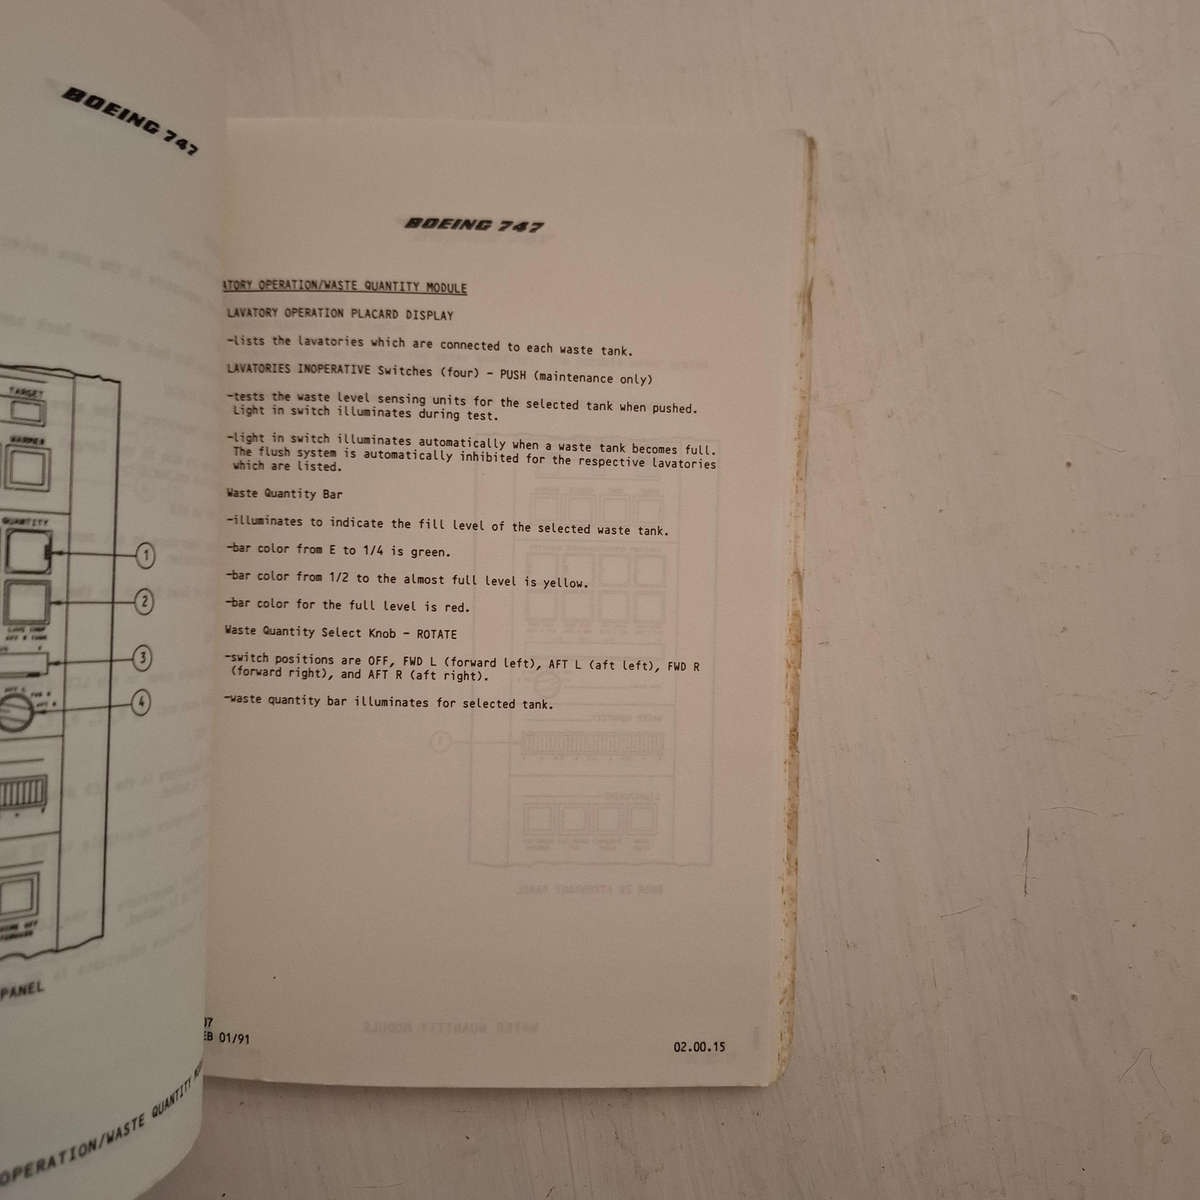 BOEING 747
TARGET
WARMER
QUANTITY
1
2
3
4
PANEL
OPERATION/WASTE QUANTITY
BOEING 747
ATORY OPERATION/WASTE QUANTITY MODULE
LAVATORY OPERATION PLACARD DISPLAY
-lists the lavatories which are connected to each waste tank.
LAVATORIES INOPERATIVE Switches (four) - PUSH (maintenance only)
-tests the waste level sensing units for the selected tank when pushed.
Light in switch illuminates during test.
-light in switch illuminates automatically when a waste tank becomes full.
The flush system is automatically inhibited for the respective lavatories
which are listed.
Waste Quantity Bar
-illuminates to indicate the fill level of the selected waste tank.
-bar color from E to 1/4 is green.
-bar color from 1/2 to the almost full level is yellow.
-bar color for the full level is red.
Waste Quantity Select Knob - ROTATE
-switch positions are OFF, FWD L (forward left), AFT L (aft left), FWD R
(forward right), and AFT R (aft right).
-waste quantity bar illuminates for selected tank.
07
EB 01/91
02.00.15